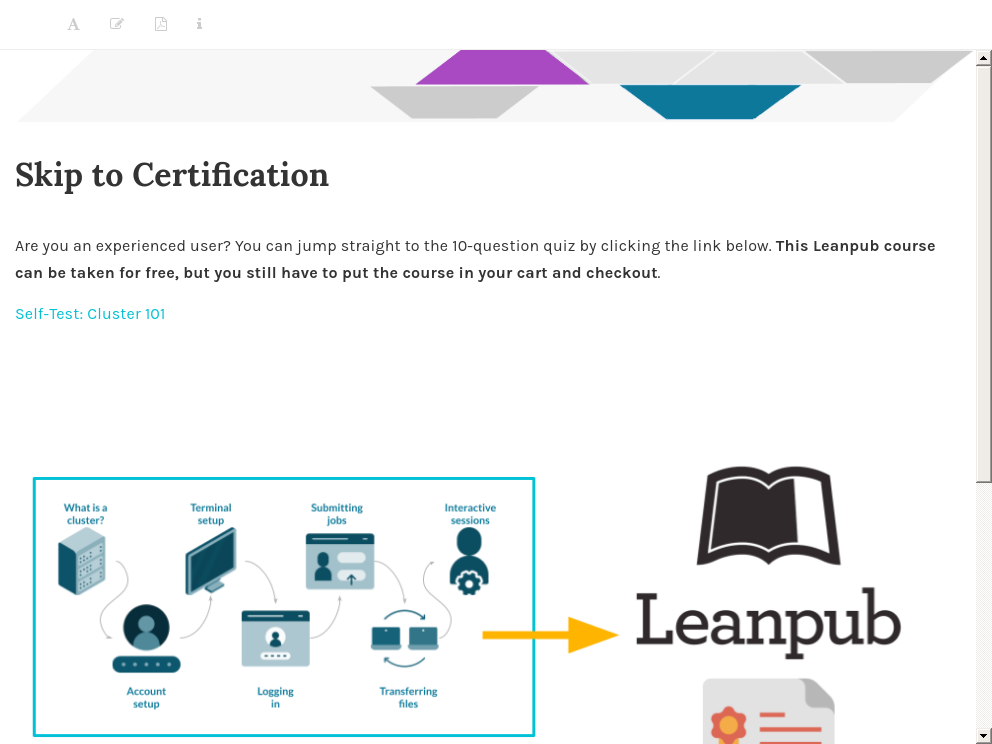 Skip to Certification
Are you an experienced user? You can jump straight to the 10-question quiz by clicking the link below. This Leanpub course
can be taken for free, but you still have to put the course in your cart and checkout.
Self-Test: Cluster 101
What is a
cluster?
Terminal
setup
Submitting
jobs
Interactive
sessions
Account
setup
Logging
in
Transferring
files
Leanpub